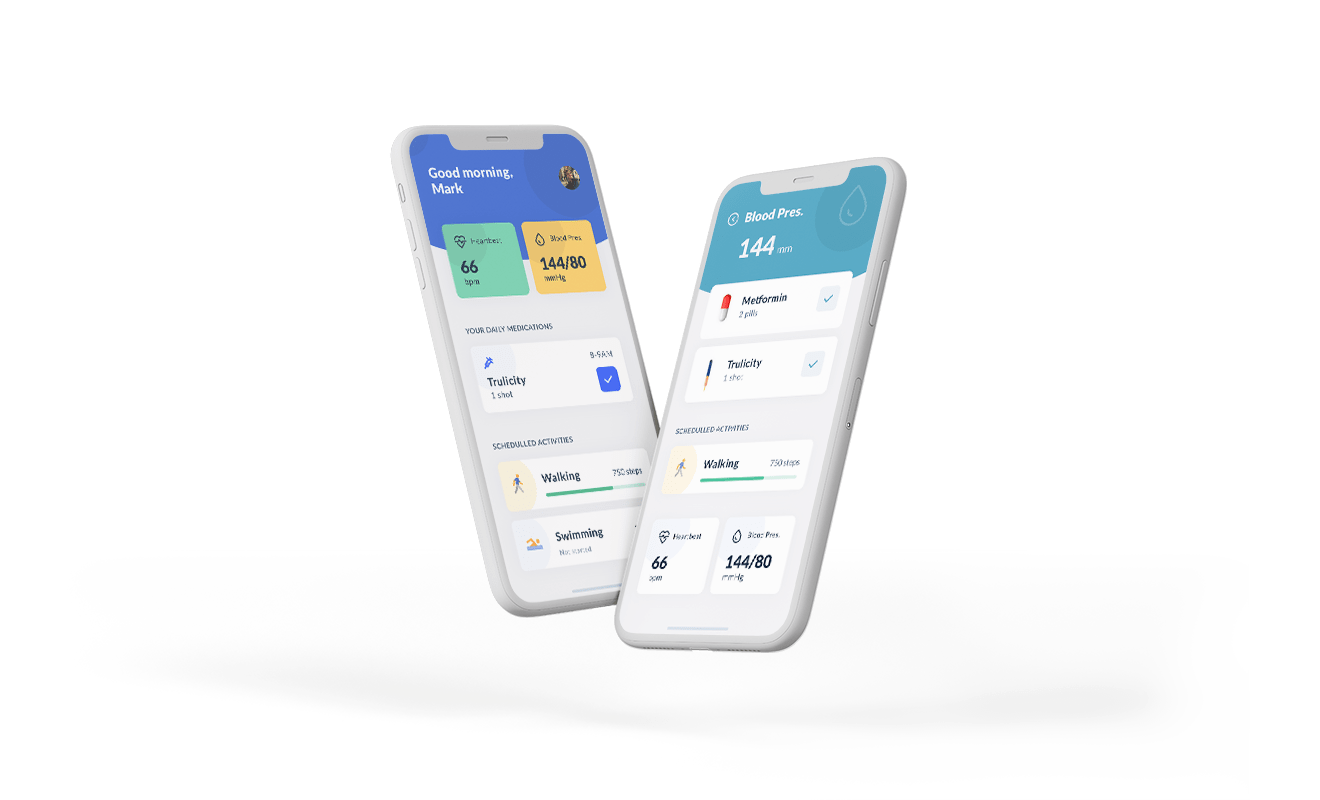 Good morning,
Mark
Heartbeat
Blood Pres.
66
bpm
144/80
mmHg
YOUR DAILY MEDICATIONS
8-9AM
Trulicity
1 shot
SCHEDULLED ACTIVITIES
Walking
750 steps
Swimming
Not started
Blood Pres.
144 mm
Metformin
2 pills
Trulicity
1 shot
SCHEDULLED ACTIVITIES
Walking
750 steps
Heartbeat
Blood Pres.
66
bpm
144/80
mmHg